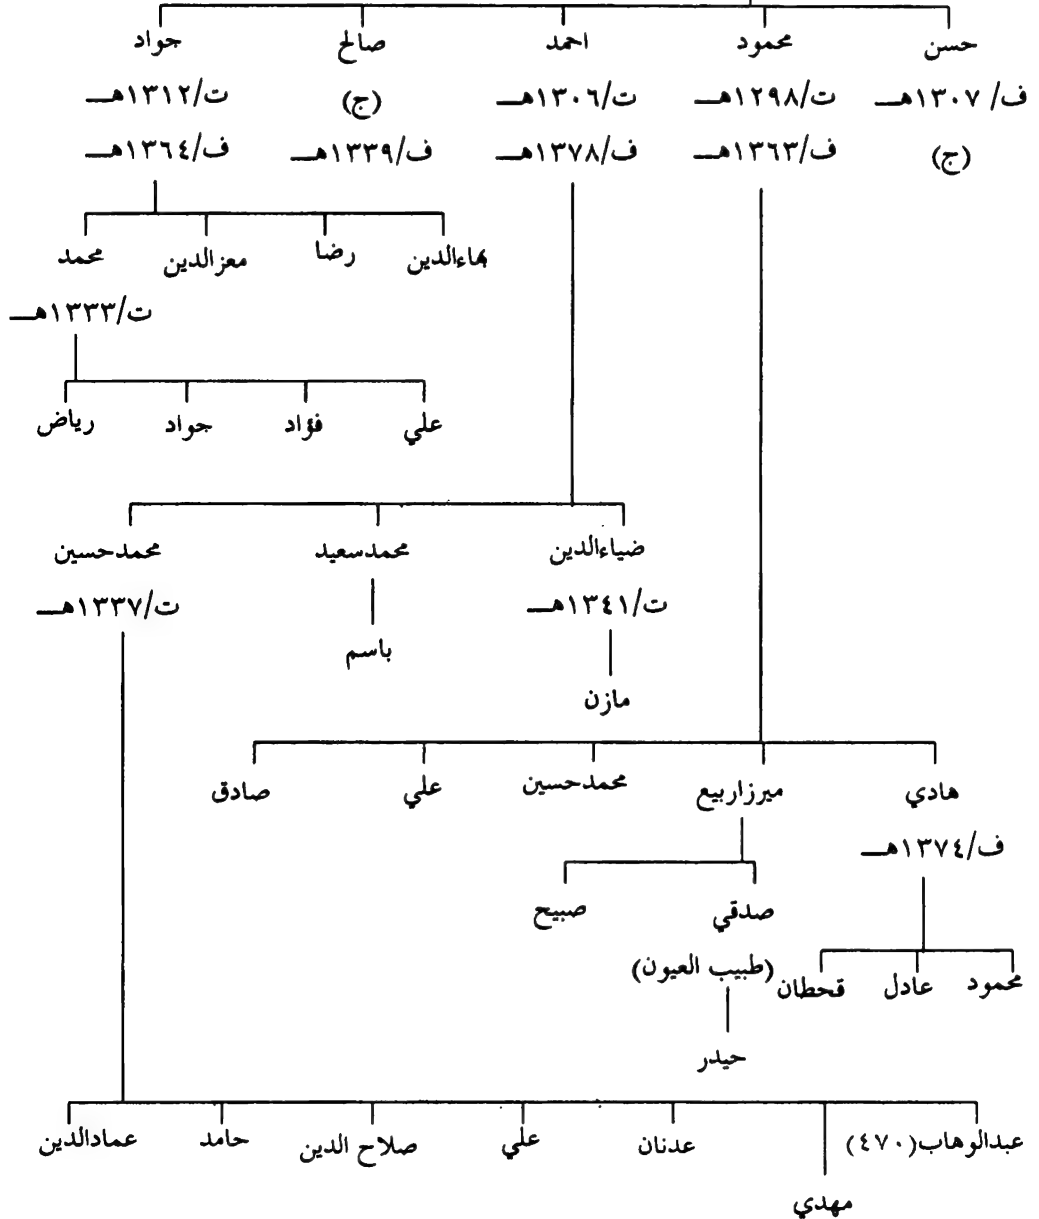 حسن محمود احمد صالح جواد
ف/١٣٠٧هـ ت/١٢٩٨هـ ت/١٣٠٦هـ (ج) ت/١٣١٢هـ
(ج) ف/١٣٦٣هـ ف/١٣٧٨هـ ف/١٣٣٩هـ ف/١٣٦٤هـ
بهاءالدين رضا معزالدين محمد
ت/١٣٣٣هـ
علي فؤاد جواد رياض
ضياءالدين محمدسعيد محمدحسين
ت/١٣٤١هـ ت/١٣٣٧هـ
باسم
مازن
هادي ميرزاربيع محمدحسين علي صادق
ف/١٣٧٤هـ
صدقي صبيح
(طبيب العيون)
محمود عادل قحطان
حيدر
عبدالوهاب(٤٧٠) عدنان علي صلاح الدين حامد عمادالدين
مهدي